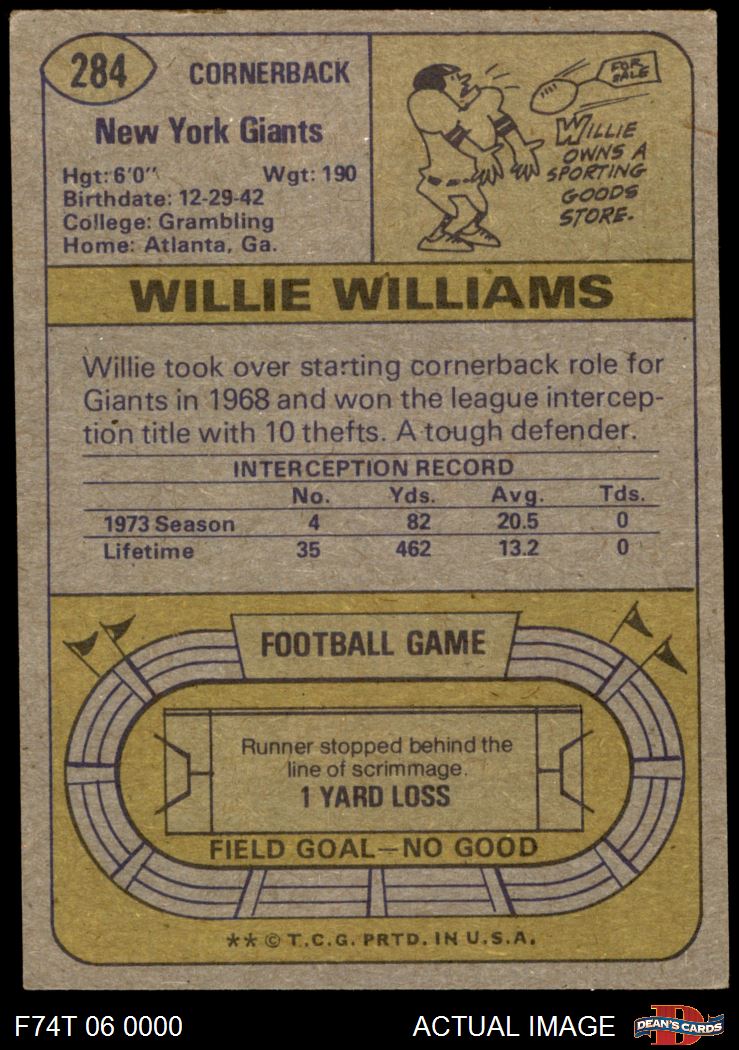 284
CORNERBACK
New York Giants
Hgt: 6'0" Wgt: 190
Birthdate: 12-29-42
College: Grambling
Home: Atlanta, Ga.
FOR
SALE
WILLIE
OWNS A
SPORTING
GOODS
STORE.
WILLIE WILLIAMS
Willie took over starting cornerback role for
Giants in 1968 and won the league intercep-
tion title with 10 thefts. A tough defender.
INTERCEPTION RECORD
No. Yds. Avg. Tds.
1973 Season 4 82 20.5 0
Lifetime 35 462 13.2 0
FOOTBALL GAME
Runner stopped behind the
line of scrimmage.
1 YARD LOSS
FIELD GOAL—NO GOOD
** © T.C.G. PRTD. IN U.S.A.
F74T 06 0000 ACTUAL IMAGE D DEAN'S CARDS